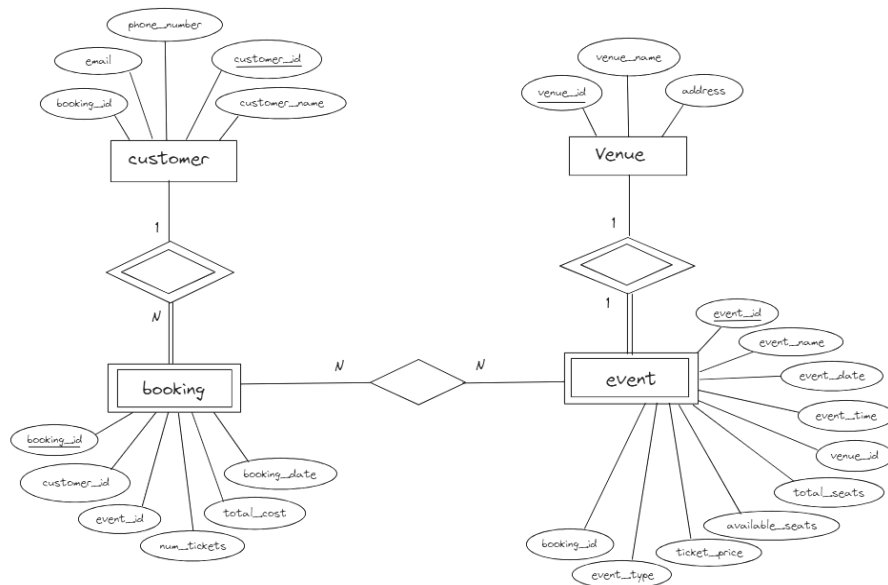 phone_number
email
customer_id
booking_id
customer_name
customer
venue_name
venue_id
address
Venue
1
1
N
1
N
N
booking
event
event_id
event_name
event_date
event_time
venue_id
total_seats
available_seats
ticket_price
event_type
booking_id
booking_id
customer_id
event_id
num_tickets
total_cost
booking_date